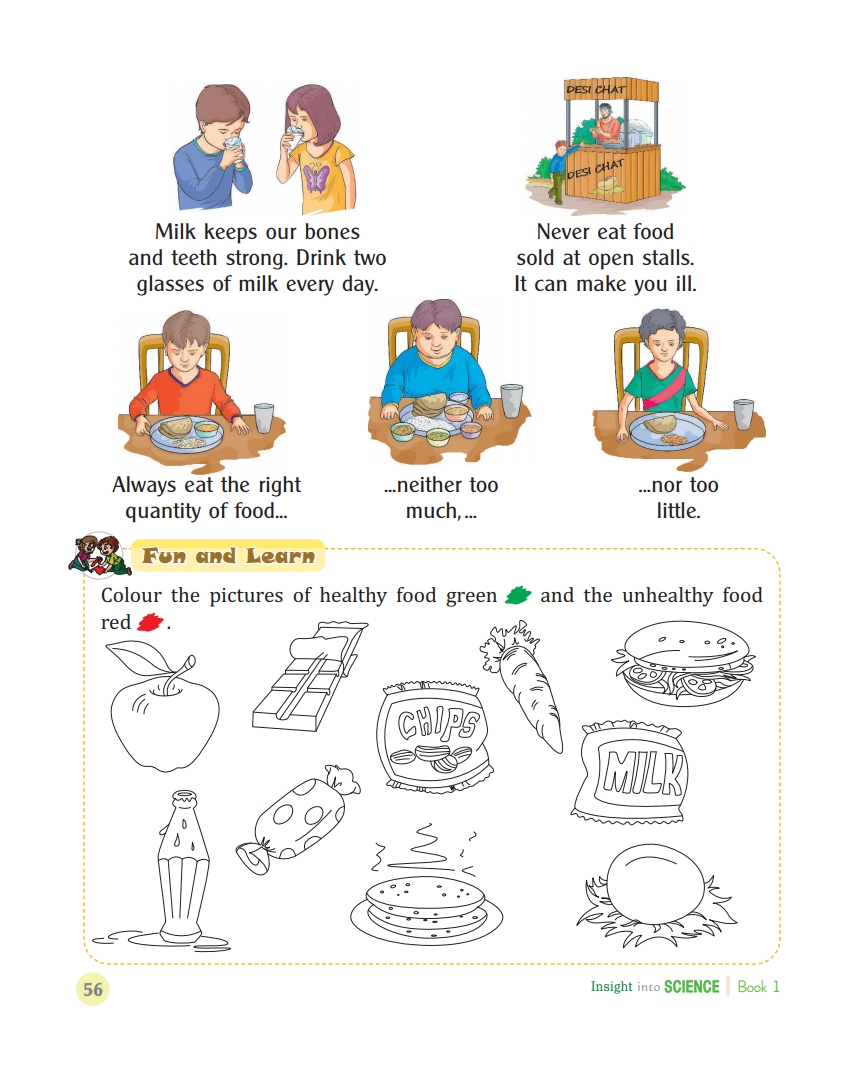 DESI CHAT
DESI CHAT
Milk keeps our bones
and teeth strong. Drink two
glasses of milk every day.
Never eat food
sold at open stalls.
It can make you ill.
Always eat the right
quantity of food...
...neither too
much,...
...nor too
little.
Fun and Learn
Colour the pictures of healthy food green and the unhealthy food
red .
CHIPS
MILK
56
Insight into SCIENCE Book 1